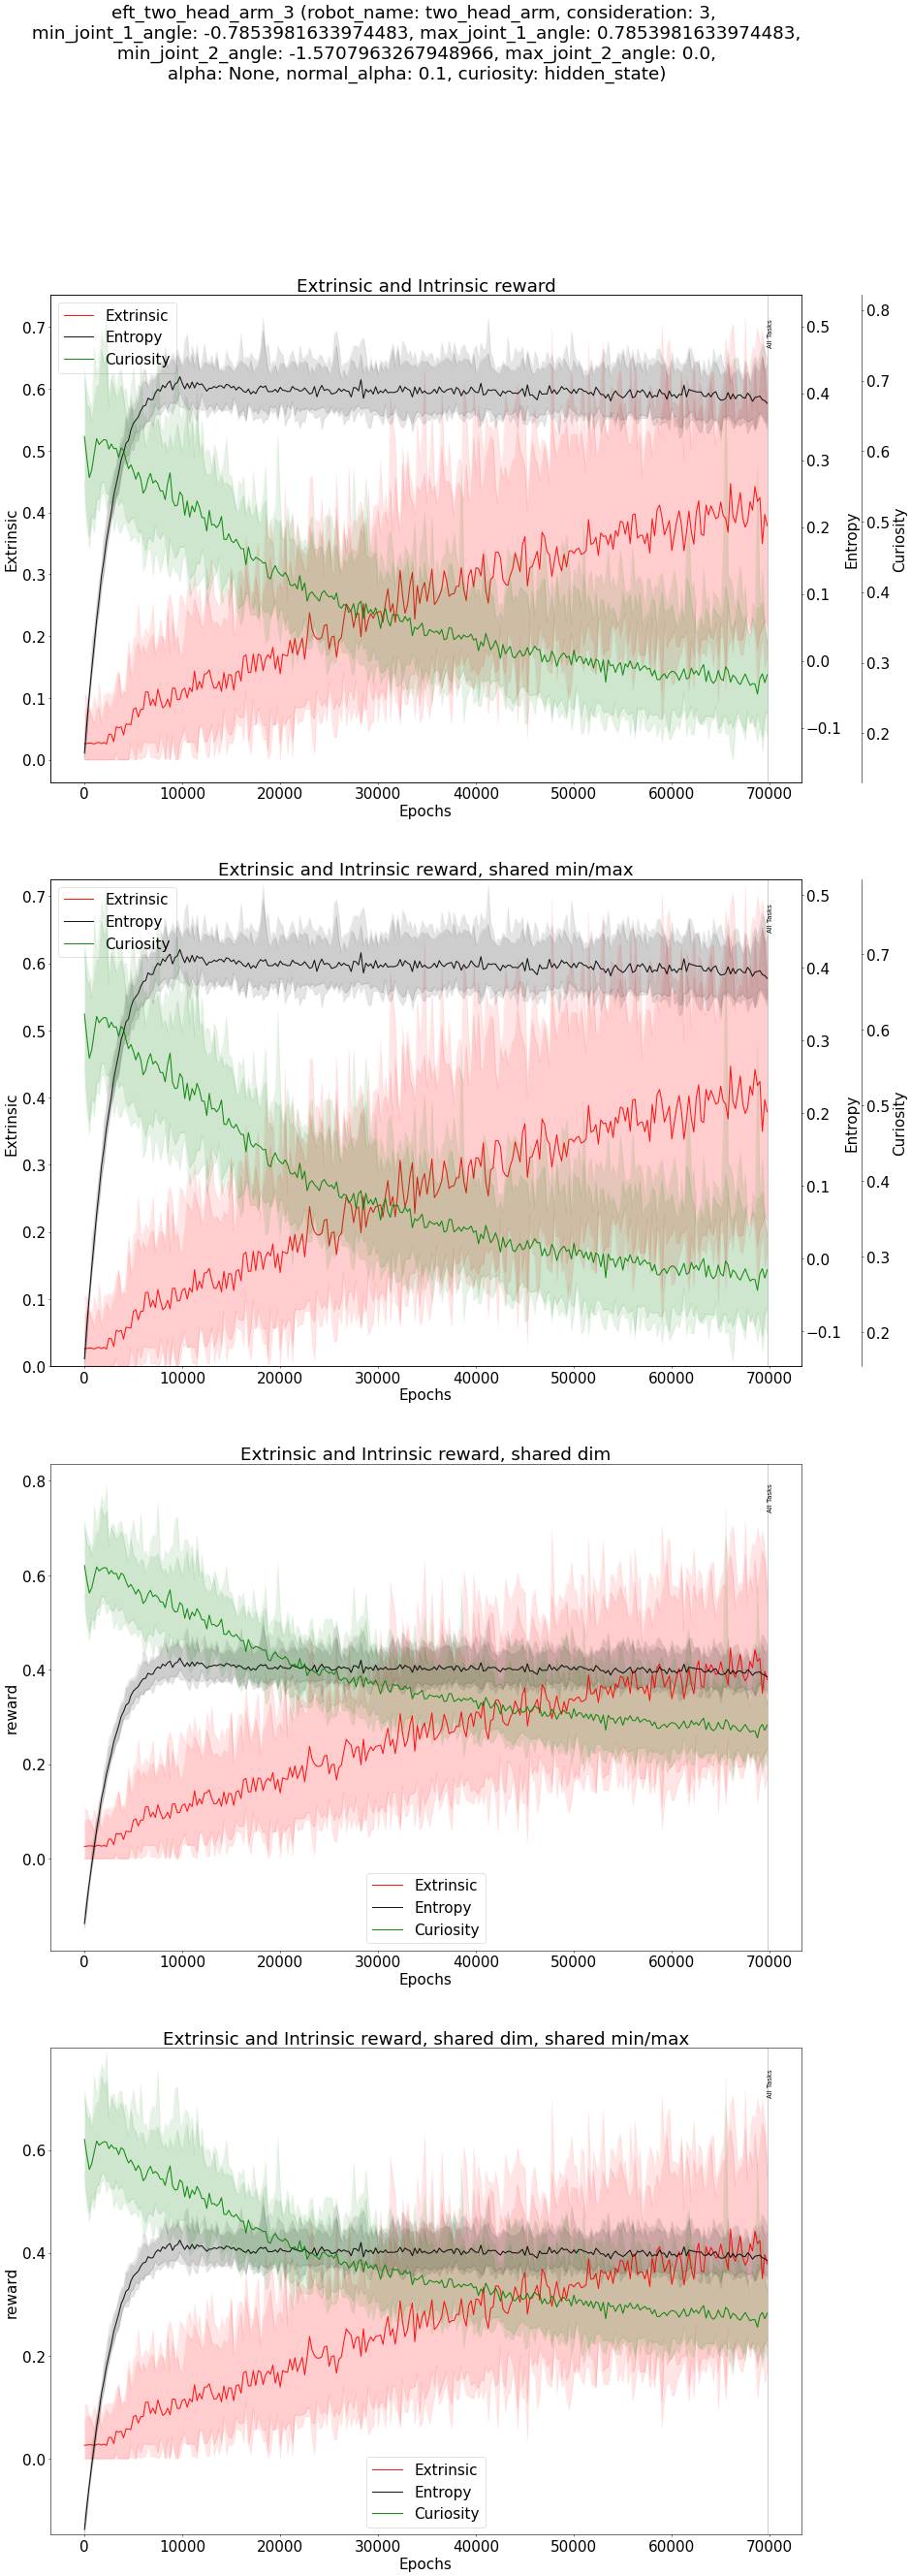 eft_two_head_arm_3 (robot_name: two_head_arm, consideration: 3,
min_joint_1_angle: -0.7853981633974483, max_joint_1_angle: 0.7853981633974483,
min_joint_2_angle: -1.5707963267948966, max_joint_2_angle: 0.0,
alpha: None, normal_alpha: 0.1, curiosity: hidden_state)
Extrinsic and Intrinsic reward
Extrinsic
Entropy
Curiosity
All Tasks
0.7
0.6
0.5
0.4
0.3
0.2
0.1
0.0
Extrinsic
0.5
0.4
0.3
0.2
0.1
0.0
−0.1
Entropy
0.8
0.7
0.6
0.5
0.4
0.3
0.2
Curiosity
0 10000 20000 30000 40000 50000 60000 70000
Epochs
Extrinsic and Intrinsic reward, shared min/max
Extrinsic
Entropy
Curiosity
All Tasks
0.7
0.6
0.5
0.4
0.3
0.2
0.1
0.0
Extrinsic
0.5
0.4
0.3
0.2
0.1
0.0
−0.1
Entropy
0.7
0.6
0.5
0.4
0.3
0.2
Curiosity
0 10000 20000 30000 40000 50000 60000 70000
Epochs
Extrinsic and Intrinsic reward, shared dim
All Tasks
0.8
0.6
0.4
0.2
0.0
reward
Extrinsic
Entropy
Curiosity
0 10000 20000 30000 40000 50000 60000 70000
Epochs
Extrinsic and Intrinsic reward, shared dim, shared min/max
All Tasks
0.6
0.4
0.2
0.0
reward
Extrinsic
Entropy
Curiosity
0 10000 20000 30000 40000 50000 60000 70000
Epochs